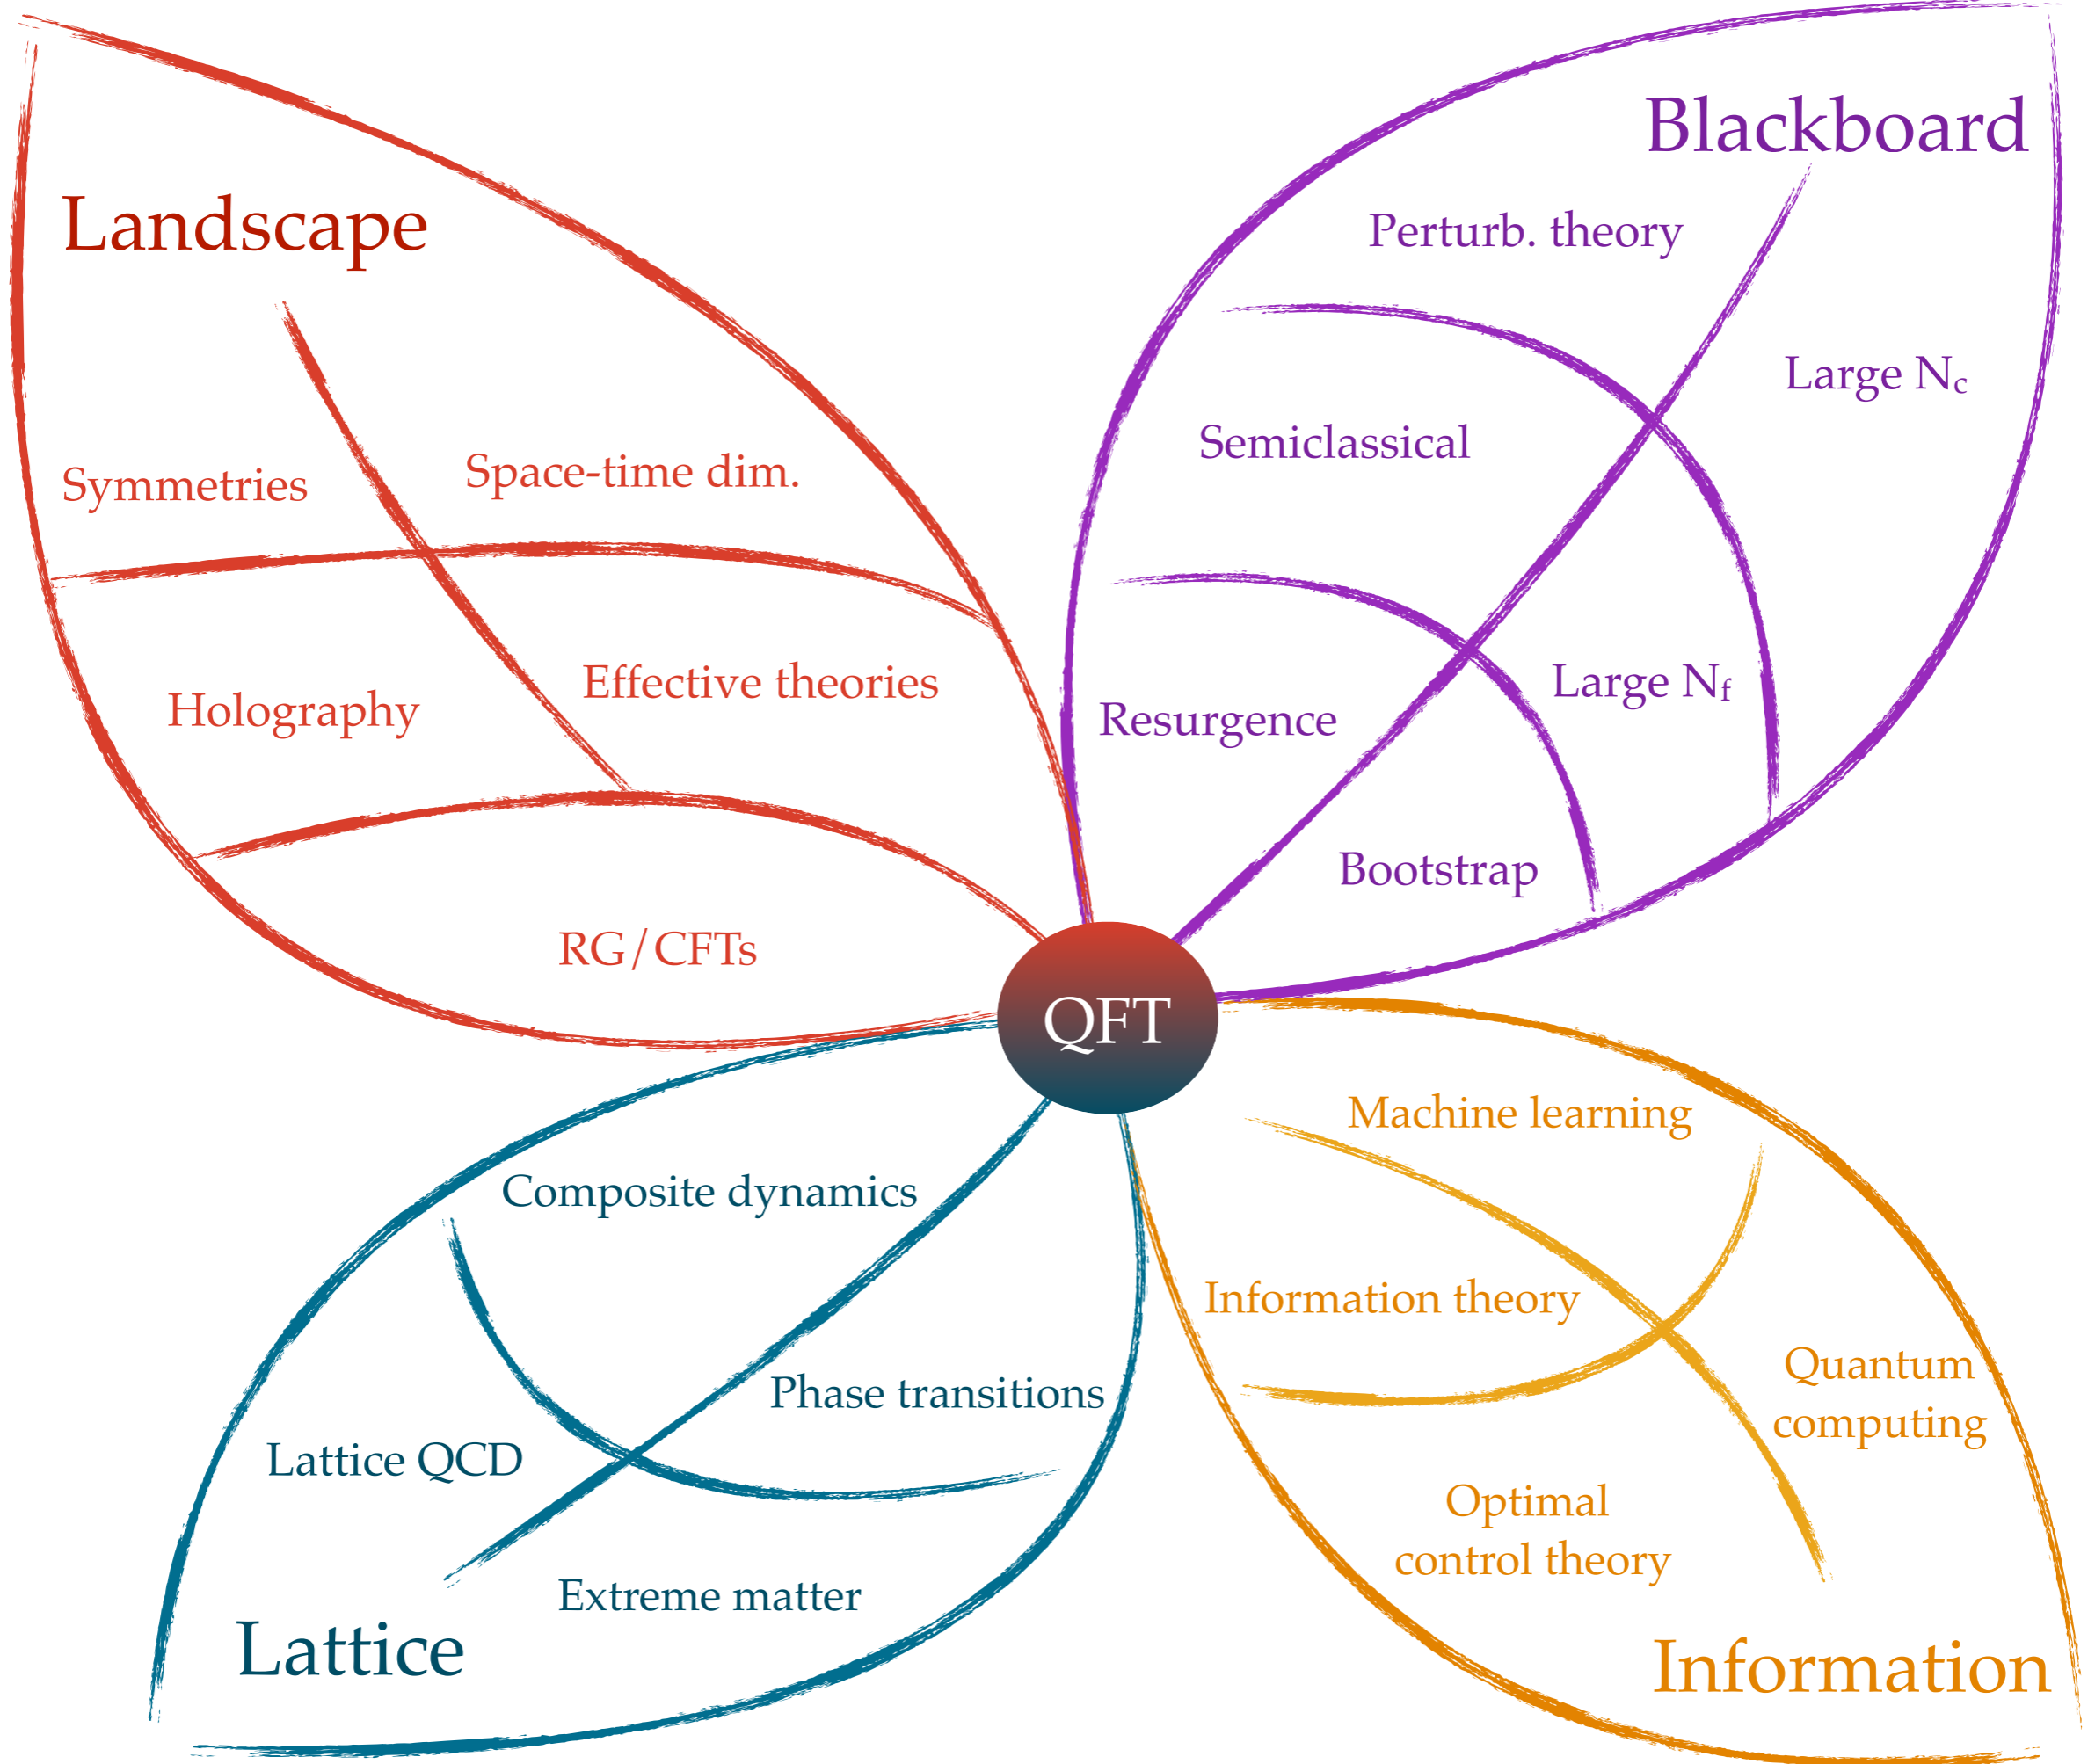 Landscape
Symmetries
Space-time dim.
Holography
Effective theories
RG/CFTs
Blackboard
Perturb. theory
Large Nc
Semiclassical
Large Nf
Resurgence
Bootstrap
QFT
Composite dynamics
Phase transitions
Lattice QCD
Extreme matter
Lattice
Machine learning
Information theory
Quantum
computing
Optimal
control theory
Information